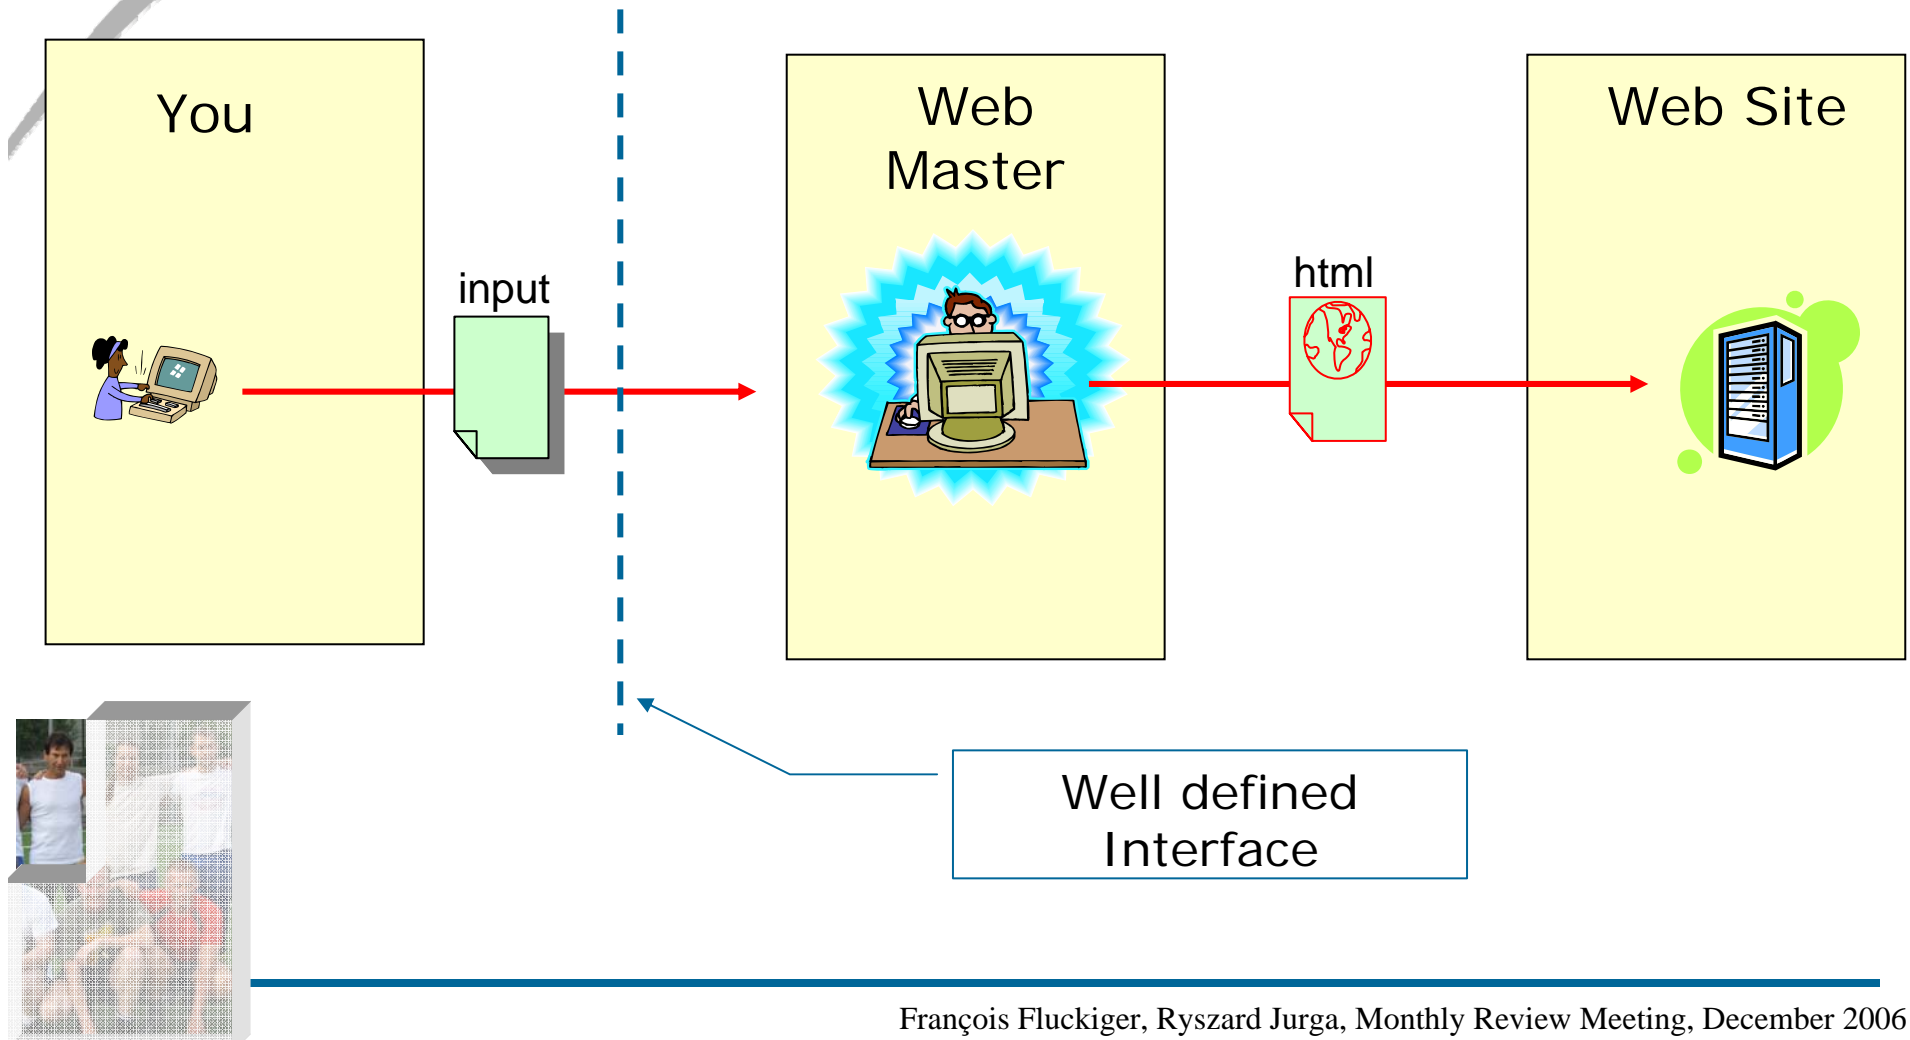 You
Web
Master
Web Site
input
html
Well defined
Interface
François Fluckiger, Ryszard Jurga, Monthly Review Meeting, December 2006